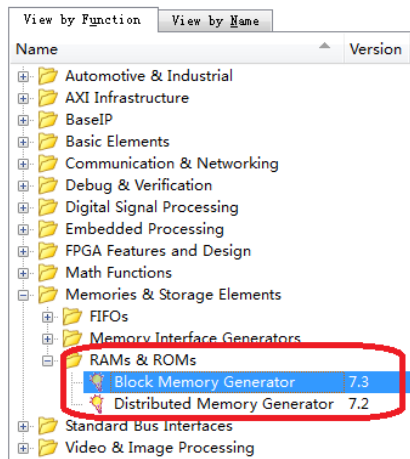 View by Function View by Name
Name Version
Automotive & Industrial
AXI Infrastructure
BaseIP
Basic Elements
Communication & Networking
Debug & Verification
Digital Signal Processing
Embedded Processing
FPGA Features and Design
Math Functions
Memories & Storage Elements
FIFOs
Memory Interface Generators
RAMs & ROMs
Block Memory Generator 7.3
Distributed Memory Generator 7.2
Standard Bus Interfaces
Video & Image Processing